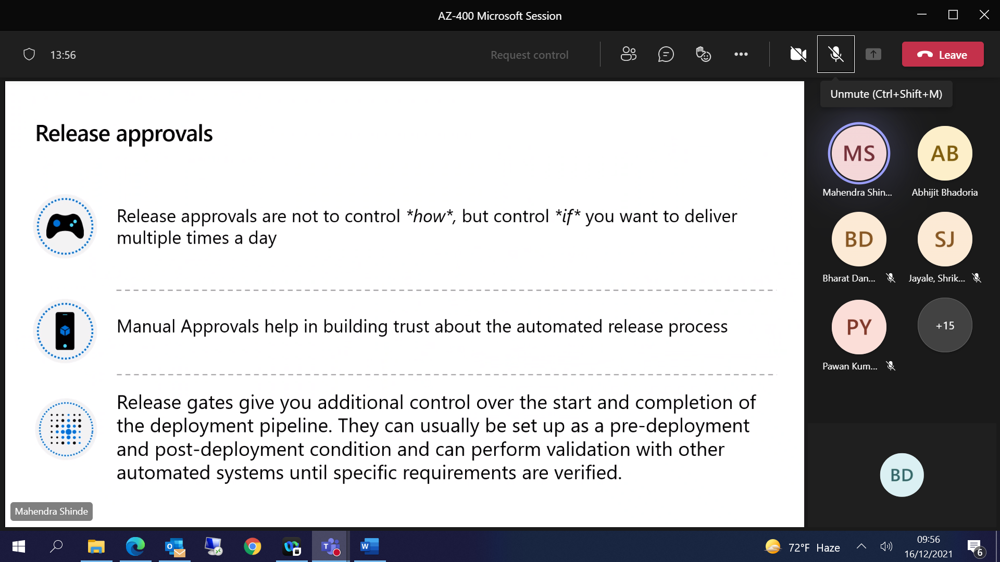 AZ-400 Microsoft Session
13:56
Request control
Leave
Unmute (Ctrl+Shift+M)
Release approvals
Release approvals are not to control *how*, but control *if* you want to deliver
multiple times a day
Manual Approvals help in building trust about the automated release process
Release gates give you additional control over the start and completion of
the deployment pipeline. They can usually be set up as a pre-deployment
and post-deployment condition and can perform validation with other
automated systems until specific requirements are verified.
Mahendra Shinde
MS
AB
Mahendra Shin...
Abhijit Bhadoria
BD
SJ
Bharat Dan...
Jayale, Shrik...
PY
+15
Pawan Kum...
BD
72°F Haze
09:56
16/12/2021
6